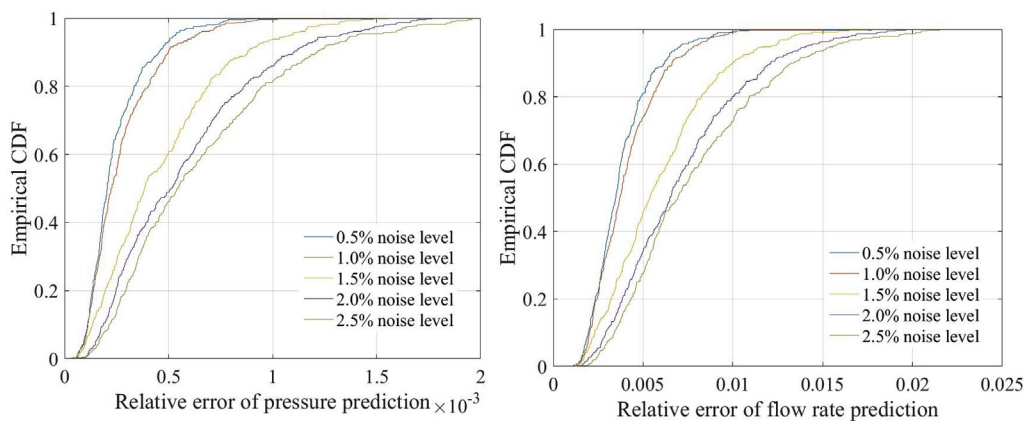 1
0.8
0.6
0.4
0.2
0
Empirical CDF
0.5% noise level
1.0% noise level
1.5% noise level
2.0% noise level
2.5% noise level
0 0.5 1 1.5 2
Relative error of pressure prediction ×10⁻³
1
0.8
0.6
0.4
0.2
0
Empirical CDF
0.5% noise level
1.0% noise level
1.5% noise level
2.0% noise level
2.5% noise level
0 0.005 0.01 0.015 0.02 0.025
Relative error of flow rate prediction